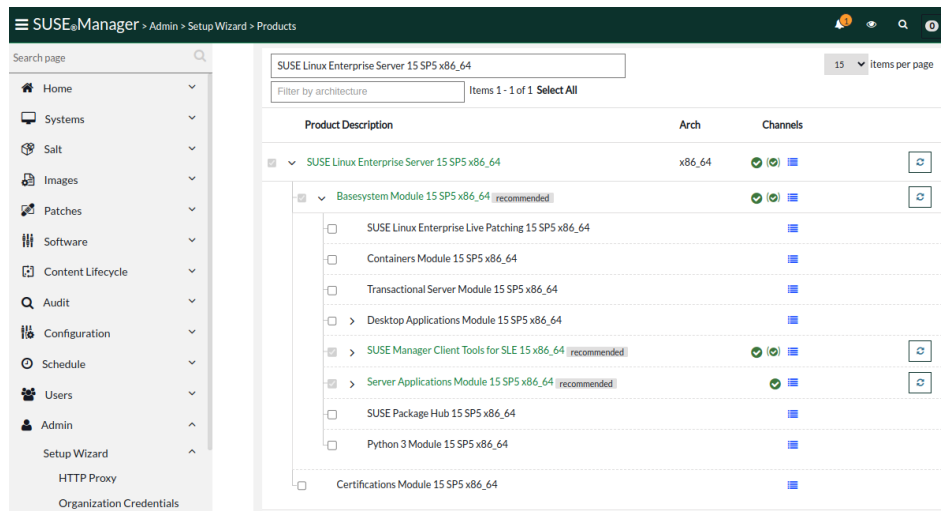 SUSE®Manager > Admin > Setup Wizard > Products
1
0
Search page
Home
Systems
Salt
Images
Patches
Software
Content Lifecycle
Audit
Configuration
Schedule
Users
Admin
Setup Wizard
HTTP Proxy
Organization Credentials
SUSE Linux Enterprise Server 15 SP5 x86_64
15 items per page
Filter by architecture
Items 1 - 1 of 1 Select All
Product Description Arch Channels
SUSE Linux Enterprise Server 15 SP5 x86_64 x86_64
Basesystem Module 15 SP5 x86_64 recommended
SUSE Linux Enterprise Live Patching 15 SP5 x86_64
Containers Module 15 SP5 x86_64
Transactional Server Module 15 SP5 x86_64
Desktop Applications Module 15 SP5 x86_64
SUSE Manager Client Tools for SLE 15 x86_64 recommended
Server Applications Module 15 SP5 x86_64 recommended
SUSE Package Hub 15 SP5 x86_64
Python 3 Module 15 SP5 x86_64
Certifications Module 15 SP5 x86_64